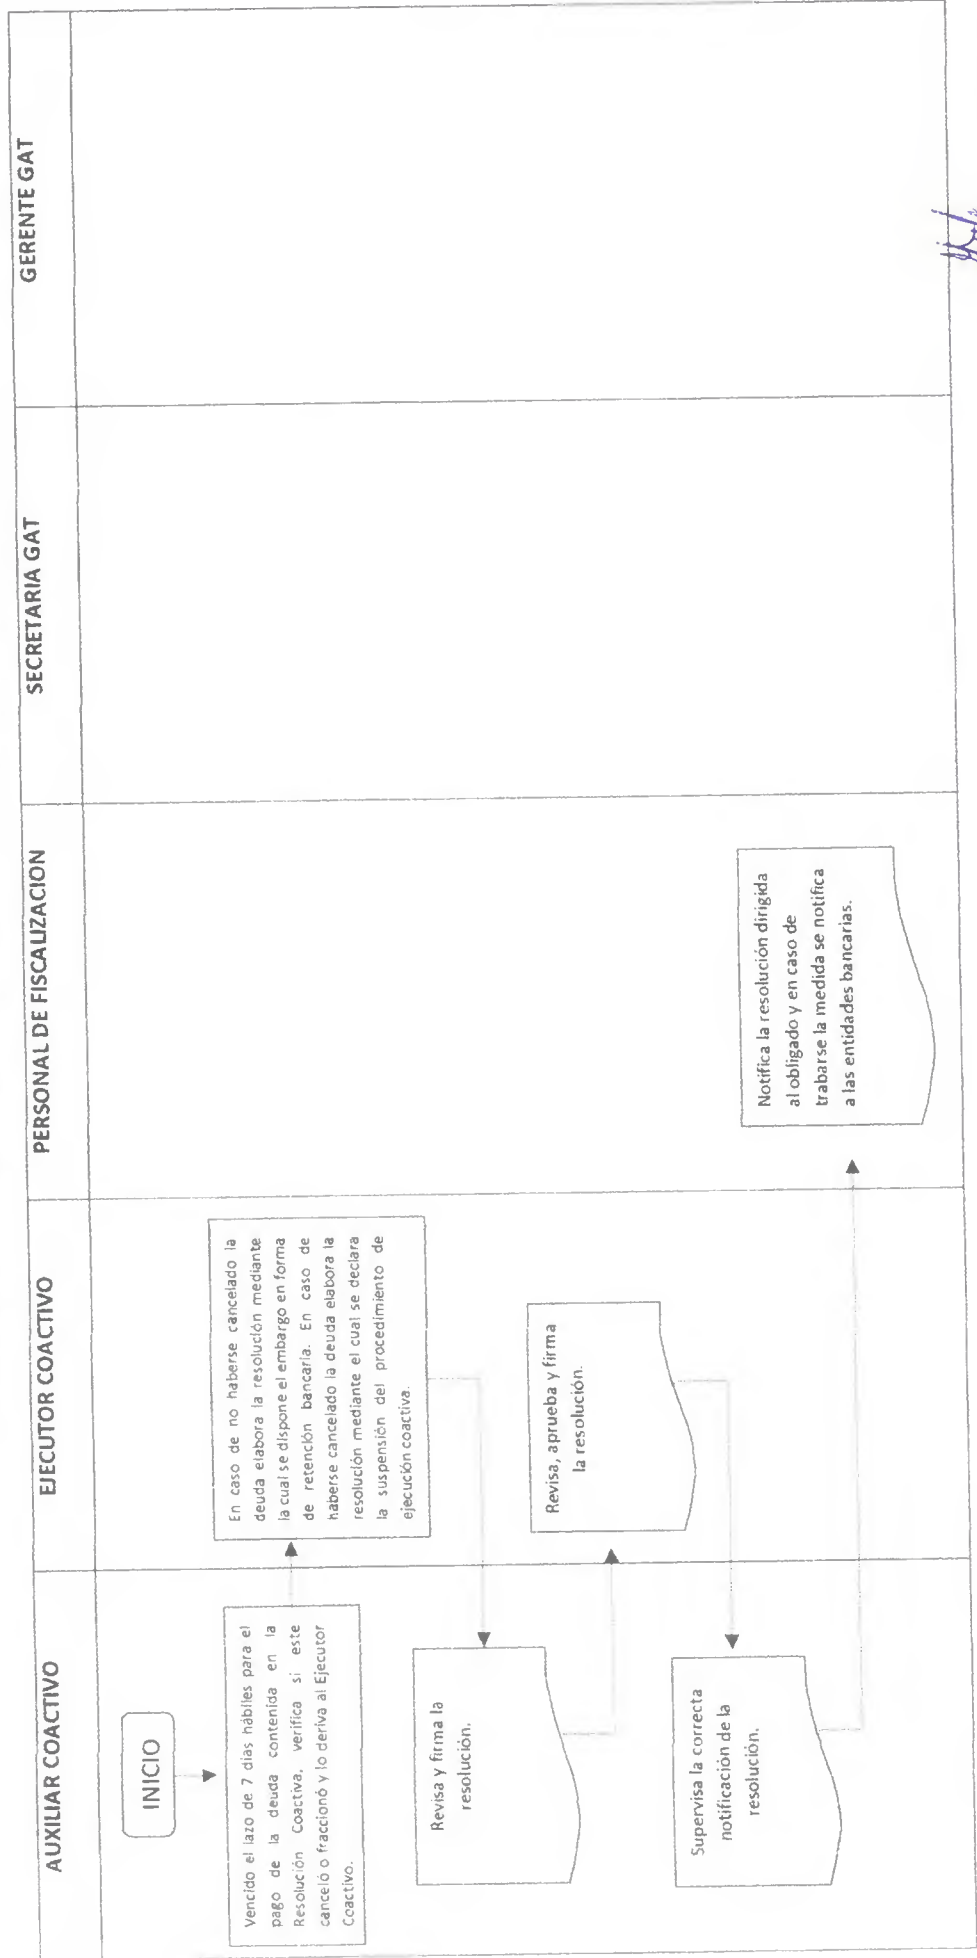 AUXILIAR COACTIVO
EJECUTOR COACTIVO
PERSONAL DE FISCALIZACION
SECRETARIA GAT
GERENTE GAT
INICIO
Vencido el lazo de 7 días hábiles para el
pago de la deuda contenida en la
Resolución Coactiva, verifica si este
canceló o fraccionó y lo deriva al Ejecutor
Coactivo.
En caso de no haberse cancelado la
deuda elabora la resolución mediante
la cual se dispone el embargo en forma
de retención bancaria. En caso de
haberse cancelado la deuda elabora la
resolución mediante el cual se declara
la suspensión del procedimiento de
ejecución coactiva.
Revisa y firma la
resolución.
Revisa, aprueba y firma
la resolución.
Supervisa la correcta
notificación de la
resolución.
Notifica la resolución dirigida
al obligado y en caso de
trabarse la medida se notifica
a las entidades bancarias.